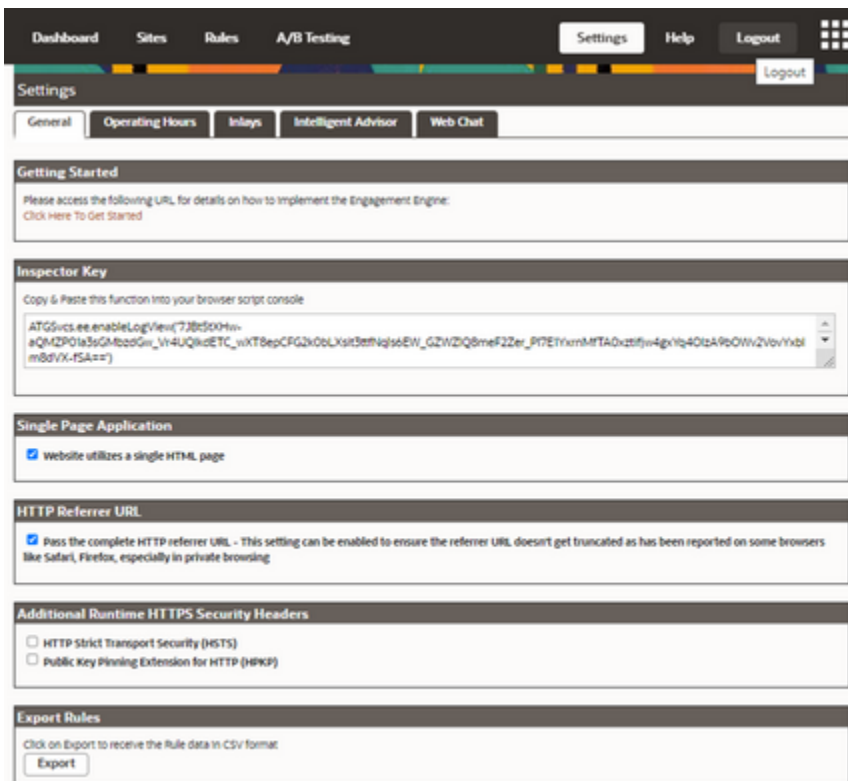 Dashboard Sites Rules A/B Testing Settings Help Logout
Logout
Settings
General Operating Hours Inlays Intelligent Advisor Web Chat
Getting Started
Please access the following URL for details on how to implement the Engagement Engine:
Click Here To Get Started
Inspector Key
Copy & Paste this function into your browser script console
Single Page Application
Website utilizes a single HTML page
HTTP Referrer URL
Pass the complete HTTP referrer URL - This setting can be enabled to ensure the referrer URL doesn't get truncated as has been reported on some browsers
like Safari, Firefox, especially in private browsing
Additional Runtime HTTPS Security Headers
HTTP Strict Transport Security (HSTS)
Public Key Pinning Extension for HTTP (HPKP)
Export Rules
Click on Export to receive the Rule data in CSV format
Export